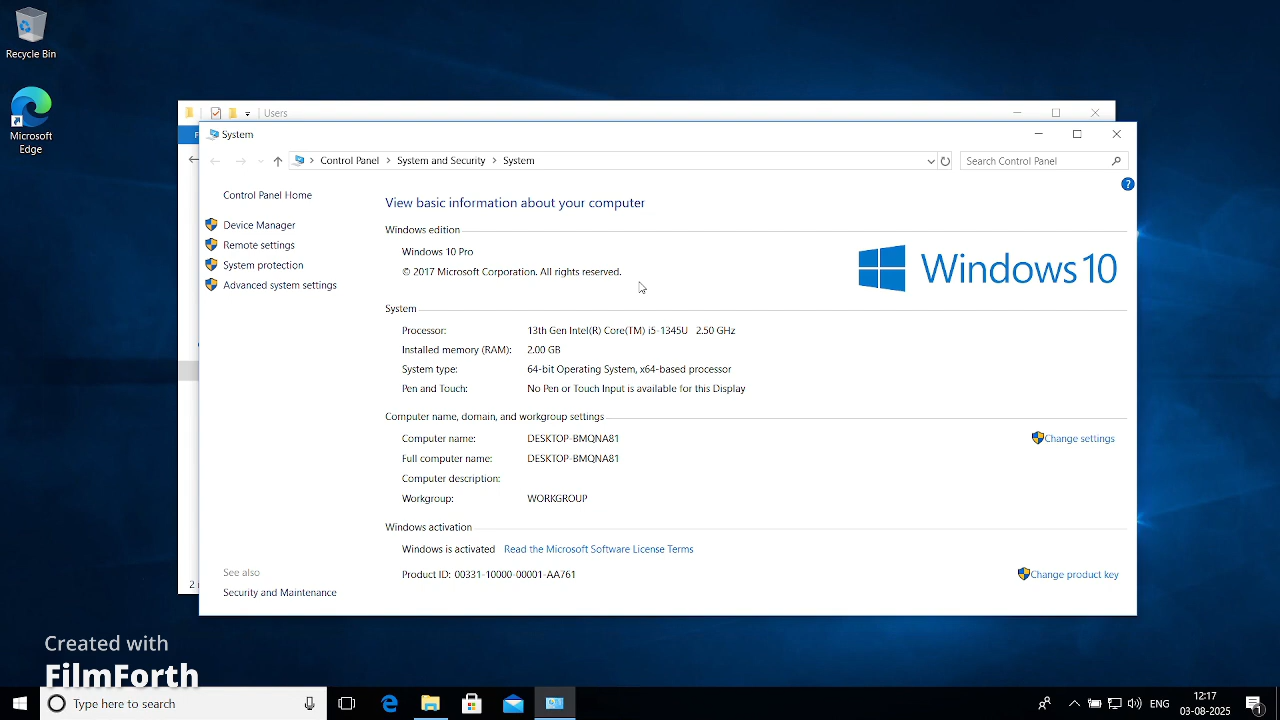 Recycle Bin
Microsoft
Edge
Users
System
Control Panel > System and Security > System
Search Control Panel
?
Control Panel Home
Device Manager
Remote settings
System protection
Advanced system settings
View basic information about your computer
Windows edition
Windows 10 Pro
© 2017 Microsoft Corporation. All rights reserved.
Windows 10
System
Processor: 13th Gen Intel(R) Core(TM) i5-1345U 2.50 GHz
Installed memory (RAM): 2.00 GB
System type: 64-bit Operating System, x64-based processor
Pen and Touch: No Pen or Touch Input is available for this Display
Computer name, domain, and workgroup settings
Computer name: DESKTOP-BMQNA81
Change settings
Full computer name: DESKTOP-BMQNA81
Computer description:
Workgroup: WORKGROUP
Windows activation
Windows is activated Read the Microsoft Software License Terms
Product ID: 00331-10000-00001-AA761
Change product key
See also
Security and Maintenance
2
Created with
FilmForth
Type here to search
ENG
12:17
03-08-2025
1